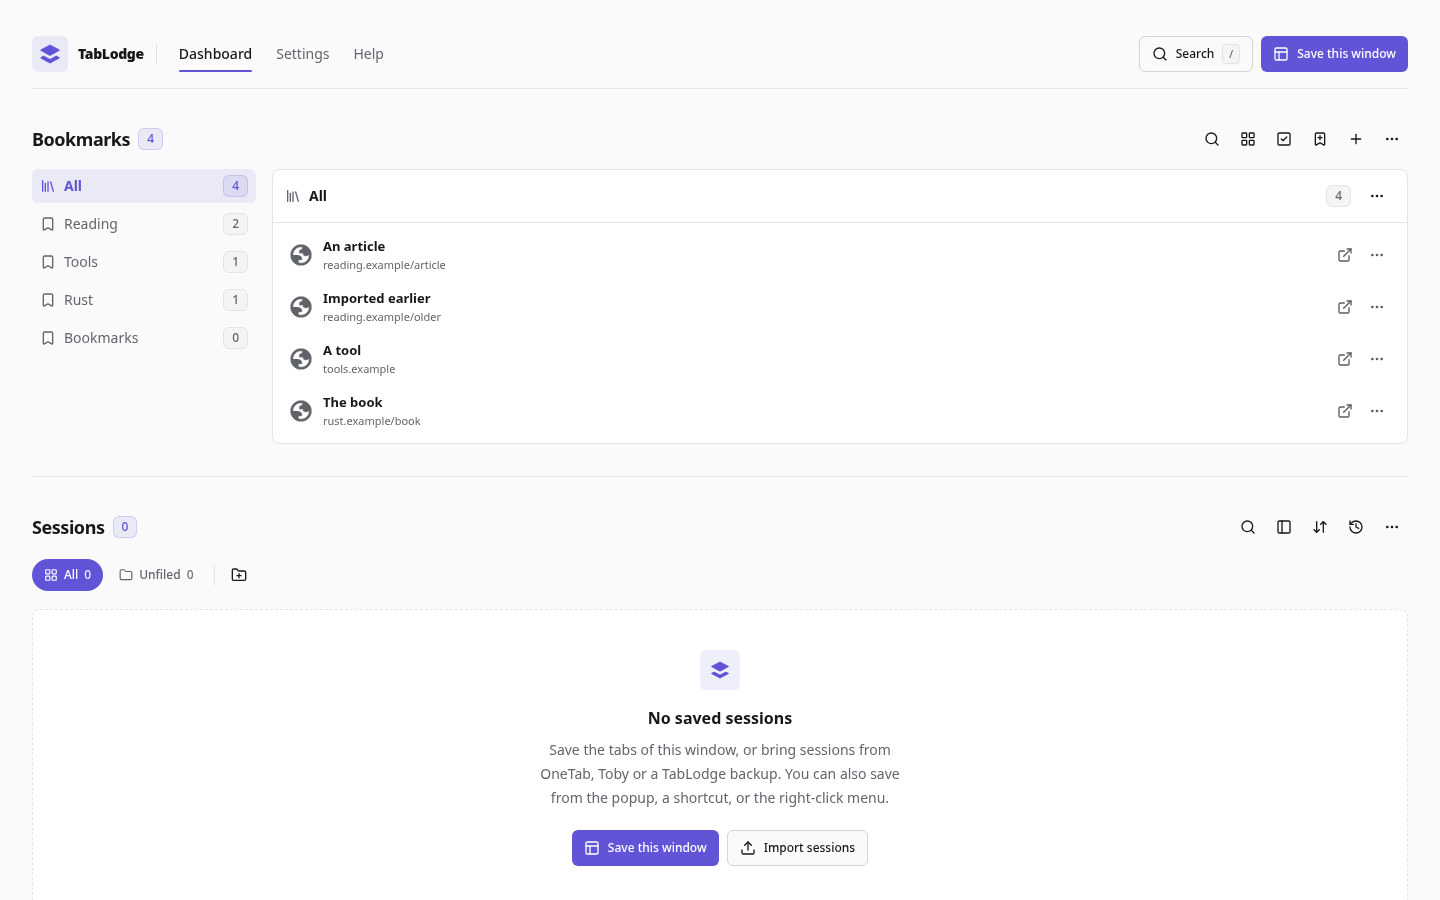 TabLodge
Dashboard
Settings
Help
Search /
Save this window
Bookmarks 4
All 4
Reading 2
Tools 1
Rust 1
Bookmarks 0
All 4
An article
reading.example/article
Imported earlier
reading.example/older
A tool
tools.example
The book
rust.example/book
Sessions 0
All 0
Unfiled 0
No saved sessions
Save the tabs of this window, or bring sessions from
OneTab, Toby or a TabLodge backup. You can also save
from the popup, a shortcut, or the right-click menu.
Save this window
Import sessions